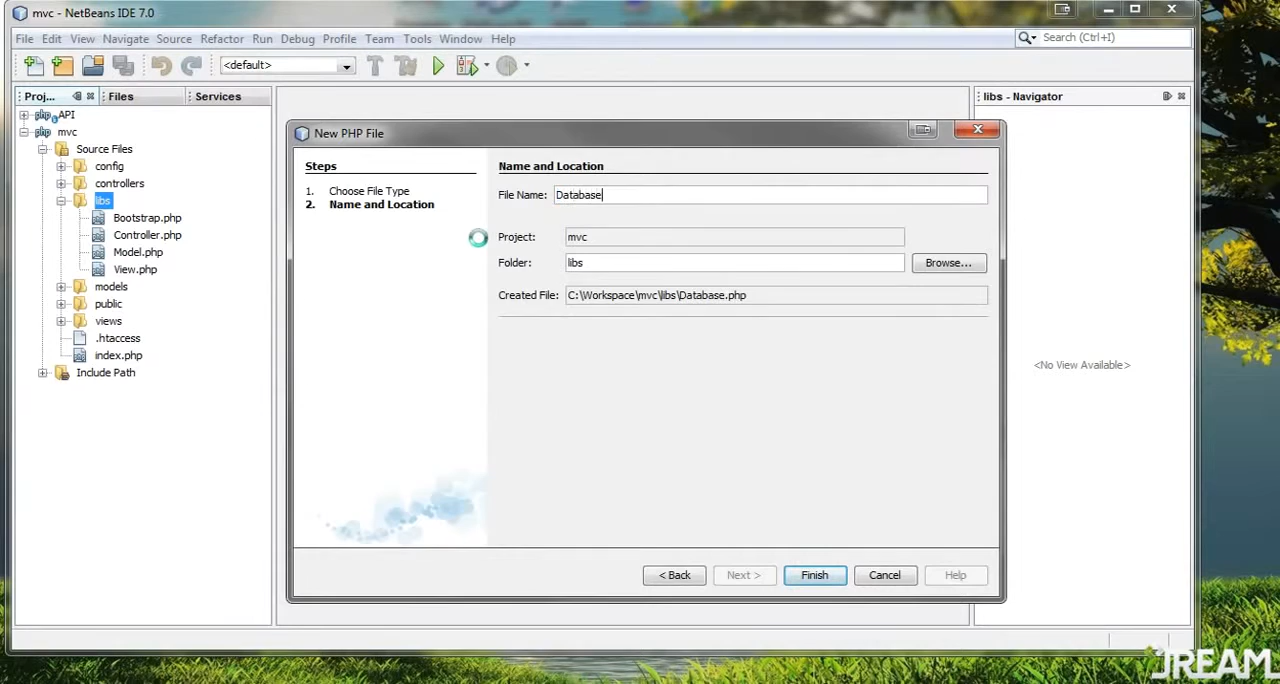 mvc - NetBeans IDE 7.0
File Edit View Navigate Source Refactor Run Debug Profile Team Tools Window Help
Search (Ctrl+I)
<default>
Proj... Files Services
libs - Navigator
API
mvc
Source Files
config
controllers
libs
Bootstrap.php
Controller.php
Model.php
View.php
models
public
views
.htaccess
index.php
Include Path
New PHP File
Steps
1. Choose File Type
2. Name and Location
Name and Location
File Name: Database
Project: mvc
Folder: libs
Browse...
Created File: C:\Workspace\mvc\libs\Database.php
< Back Next > Finish Cancel Help
<No View Available>
JREAM